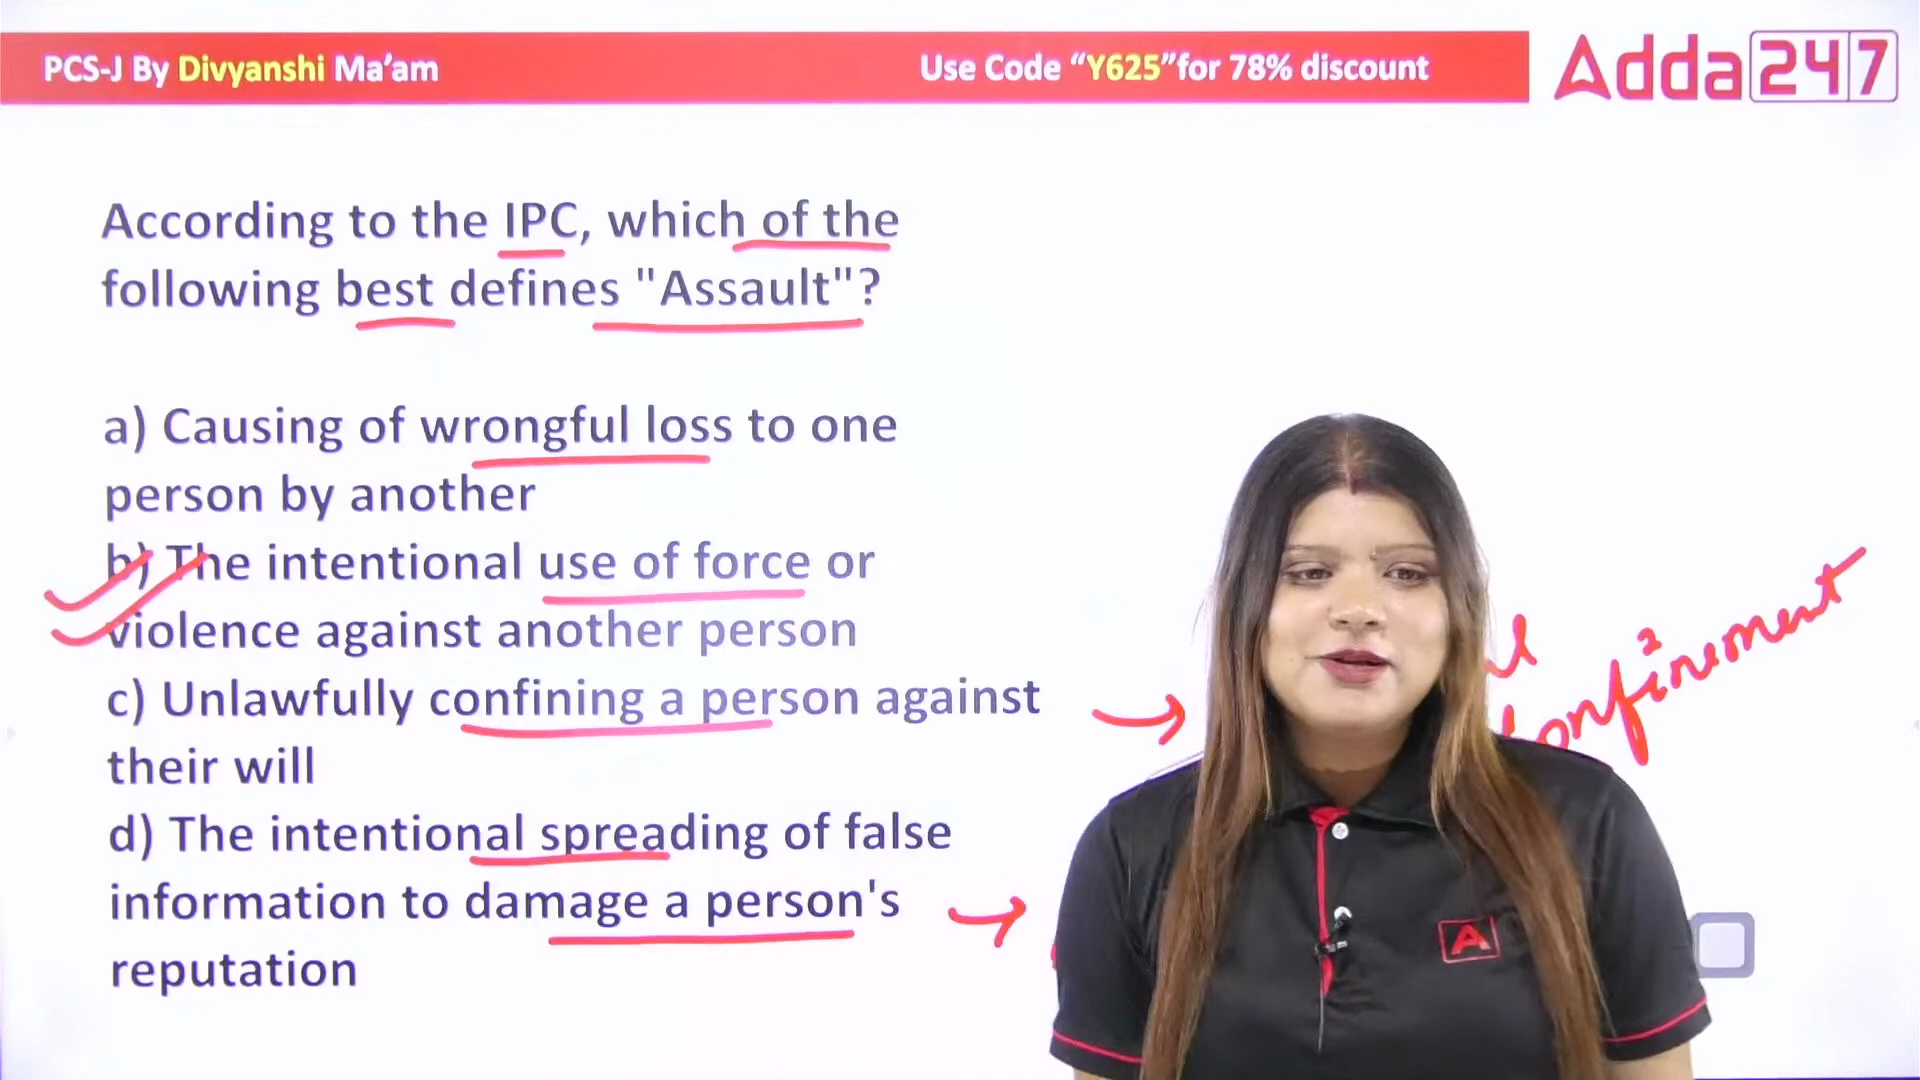 PCS-J By Divyanshi Ma’am
Use Code “Y625”for 78% discount
Adda247
According to the IPC, which of the
following best defines "Assault"?
a) Causing of wrongful loss to one
person by another
b) The intentional use of force or
violence against another person
c) Unlawfully confining a person against
their will
d) The intentional spreading of false
information to damage a person's
reputation
confinement
A